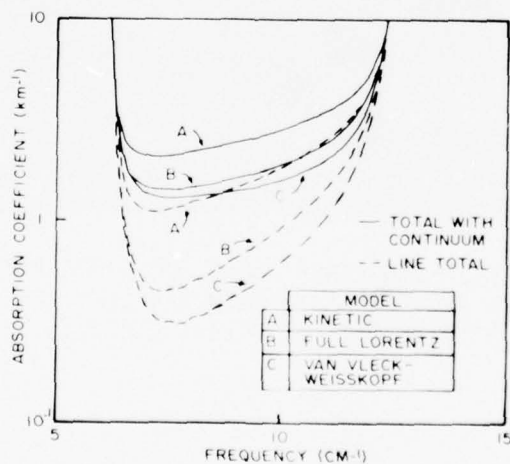 10
ABSORPTION COEFFICIENT (km⁻¹)
A
B
1
C
A
TOTAL WITH
CONTINUUM
B
LINE TOTAL
C
MODEL
A KINETIC
B FULL LORENTZ
C VAN VLECK-
WEISSKOPF
10⁻¹
5 10 15
FREQUENCY (CM⁻¹)